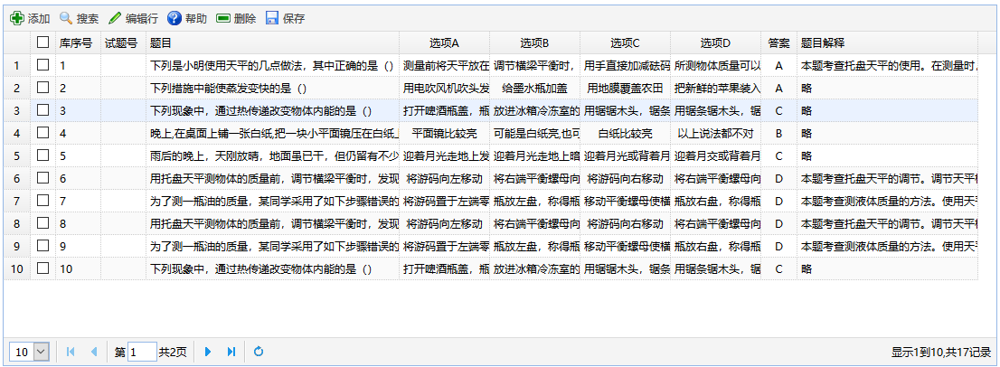 添加 搜索 编辑行 帮助 删除 保存
库序号 试题号 题目 选项A 选项B 选项C 选项D 答案 题目解释
1 1 下列是小明使用天平的几点做法，其中正确的是（） 测量前将天平放在 调节横梁平衡时， 用手直接加减砝码 所测物体质量可以 A 本题考查托盘天平的使用。在测量时，
2 2 下列措施中能使蒸发变快的是（） 用电吹风机吹头发 给墨水瓶加盖 用地膜覆盖农田 把新鲜的苹果装入 A 略
3 3 下列现象中，通过热传递改变物体内能的是（） 打开啤酒瓶盖，瓶 放进冰箱冷冻室的 用锯锯木头，锯条 用锯条锯木头，锯 C 略
4 4 晚上,在桌面上铺一张白纸,把一块小平面镜压在白纸上 平面镜比较亮 可能是白纸亮,也可 白纸比较亮 以上说法都不对 B 略
5 5 雨后的晚上，天刚放晴，地面虽已干，但仍留有不少 迎着月光走地上发 迎着月光走地上暗 迎着月光或背着月 迎着月交或背着月 C 略
6 6 用托盘天平测物体的质量前，调节横梁平衡时，发现 将游码向左移动 将右端平衡螺母向 将游码向右移动 将右端平衡螺母向 D 本题考查托盘天平的调节。调节天平横
7 7 为了测一瓶油的质量，某同学采用了如下步骤错误的 将游码置于左端零 瓶放左盘，称得瓶 移动平衡螺母使横 瓶放右盘，称得瓶 D 本题考查测液体质量的方法。使用天平
8 8 用托盘天平测物体的质量前，调节横梁平衡时，发现 将游码向左移动 将右端平衡螺母向 将游码向右移动 将右端平衡螺母向 D 本题考查托盘天平的调节。调节天平横
9 9 为了测一瓶油的质量，某同学采用了如下步骤错误的 将游码置于左端零 瓶放左盘，称得瓶 移动平衡螺母使横 瓶放右盘，称得瓶 D 本题考查测液体质量的方法。使用天平
10 10 下列现象中，通过热传递改变物体内能的是（） 打开啤酒瓶盖，瓶 放进冰箱冷冻室的 用锯锯木头，锯条 用锯条锯木头，锯 C 略
10 第 1 共2页 显示1到10,共17记录